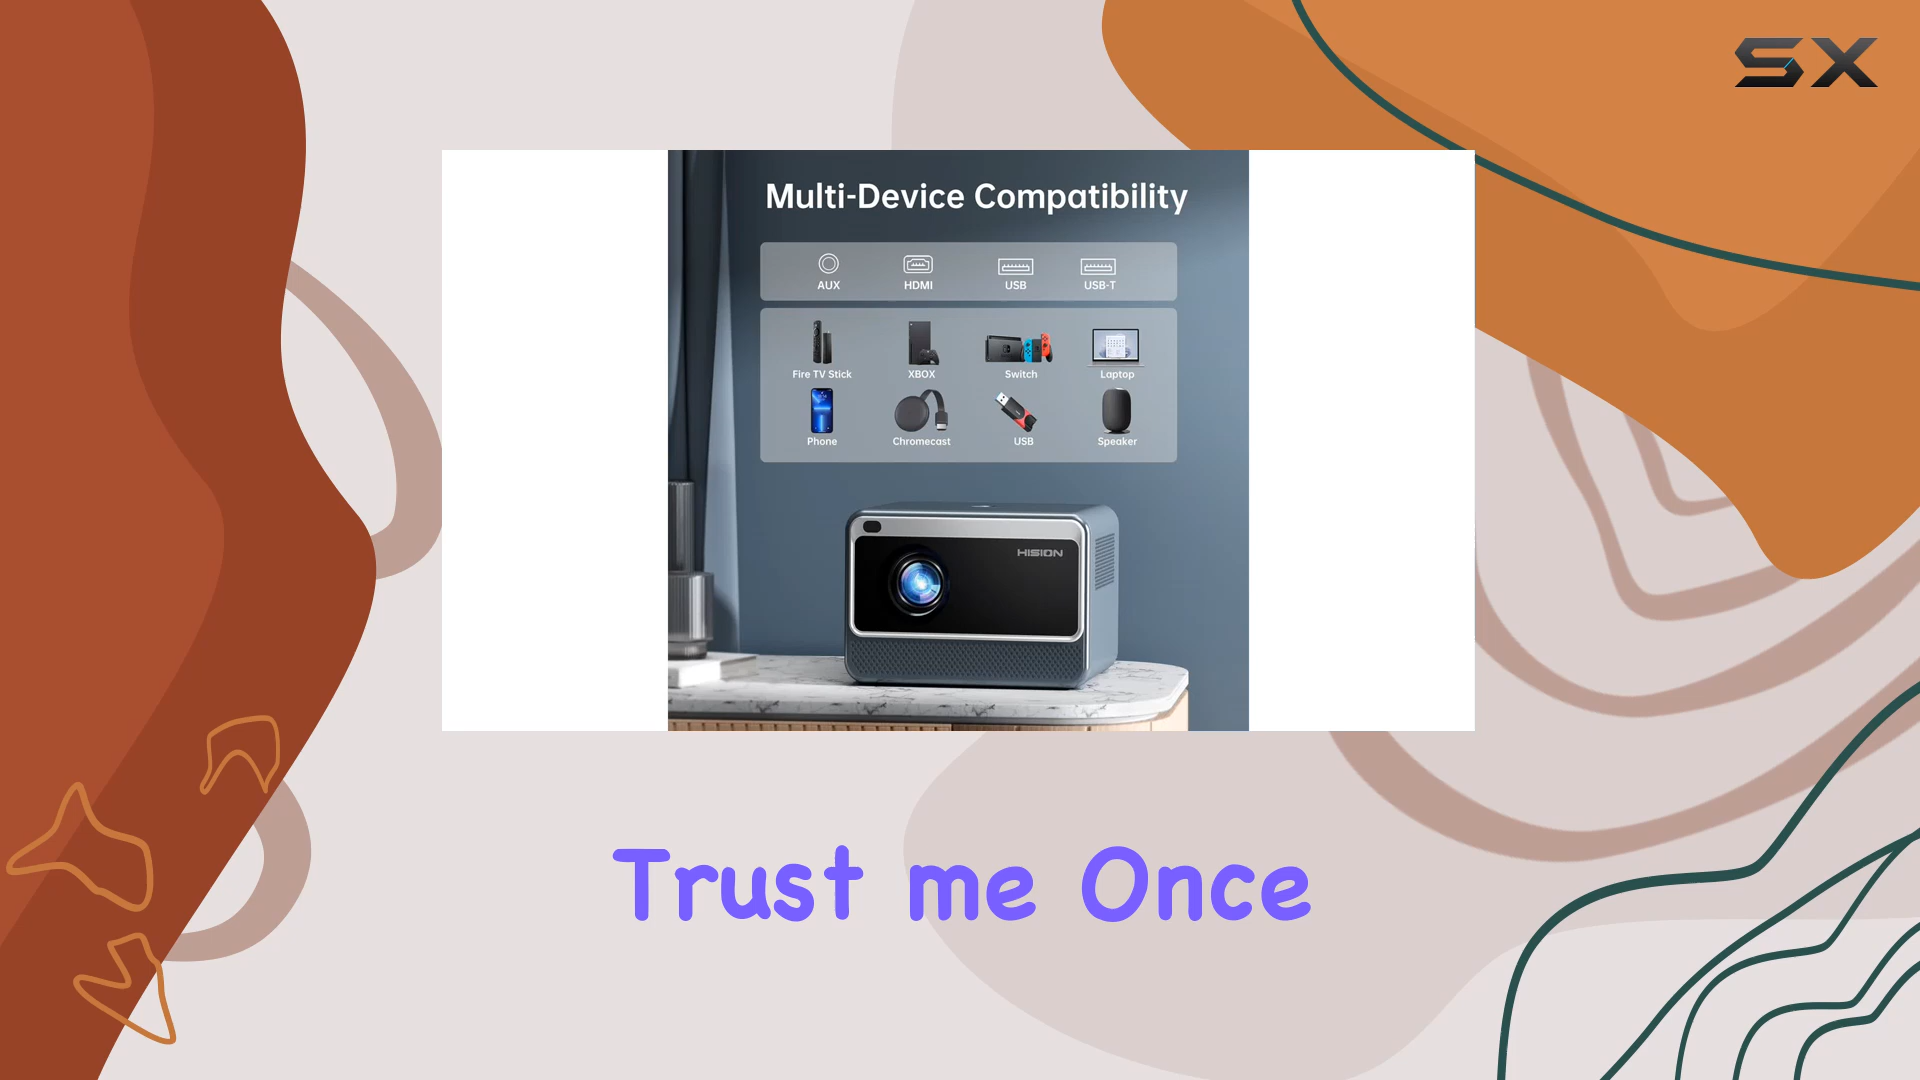 SX
Multi-Device Compatibility
AUX HDMI USB USB-T
Fire TV Stick XBOX Switch Laptop
Phone Chromecast USB Speaker
HISION
Trust me Once